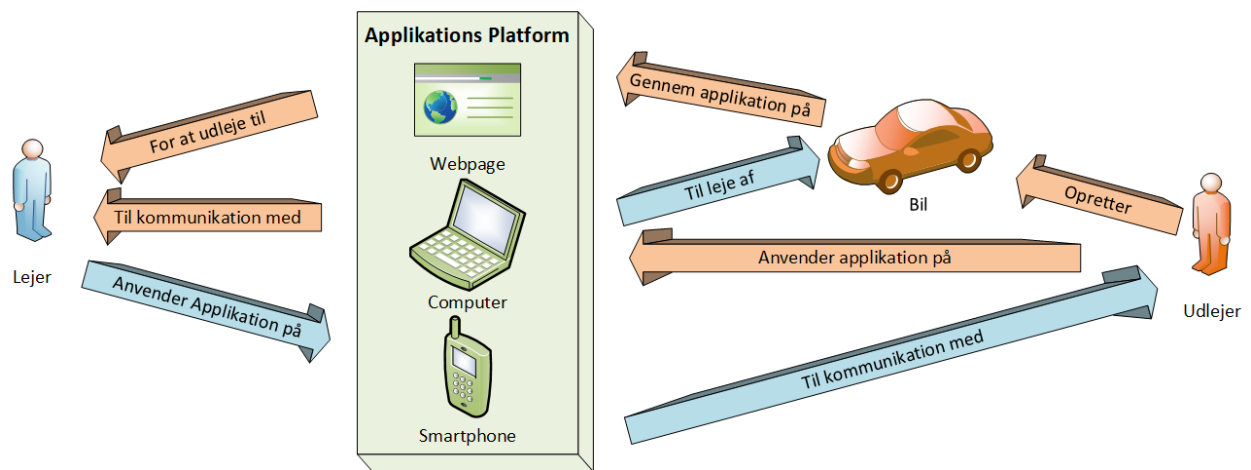 Applikations Platform
Gennem applikation på
For at udleje til
Webpage
Til leje af
Bil
Opretter
Til kommunikation med
Anvender applikation på
Lejer
Anvender Applikation på
Computer
Udlejer
Til kommunikation med
Smartphone